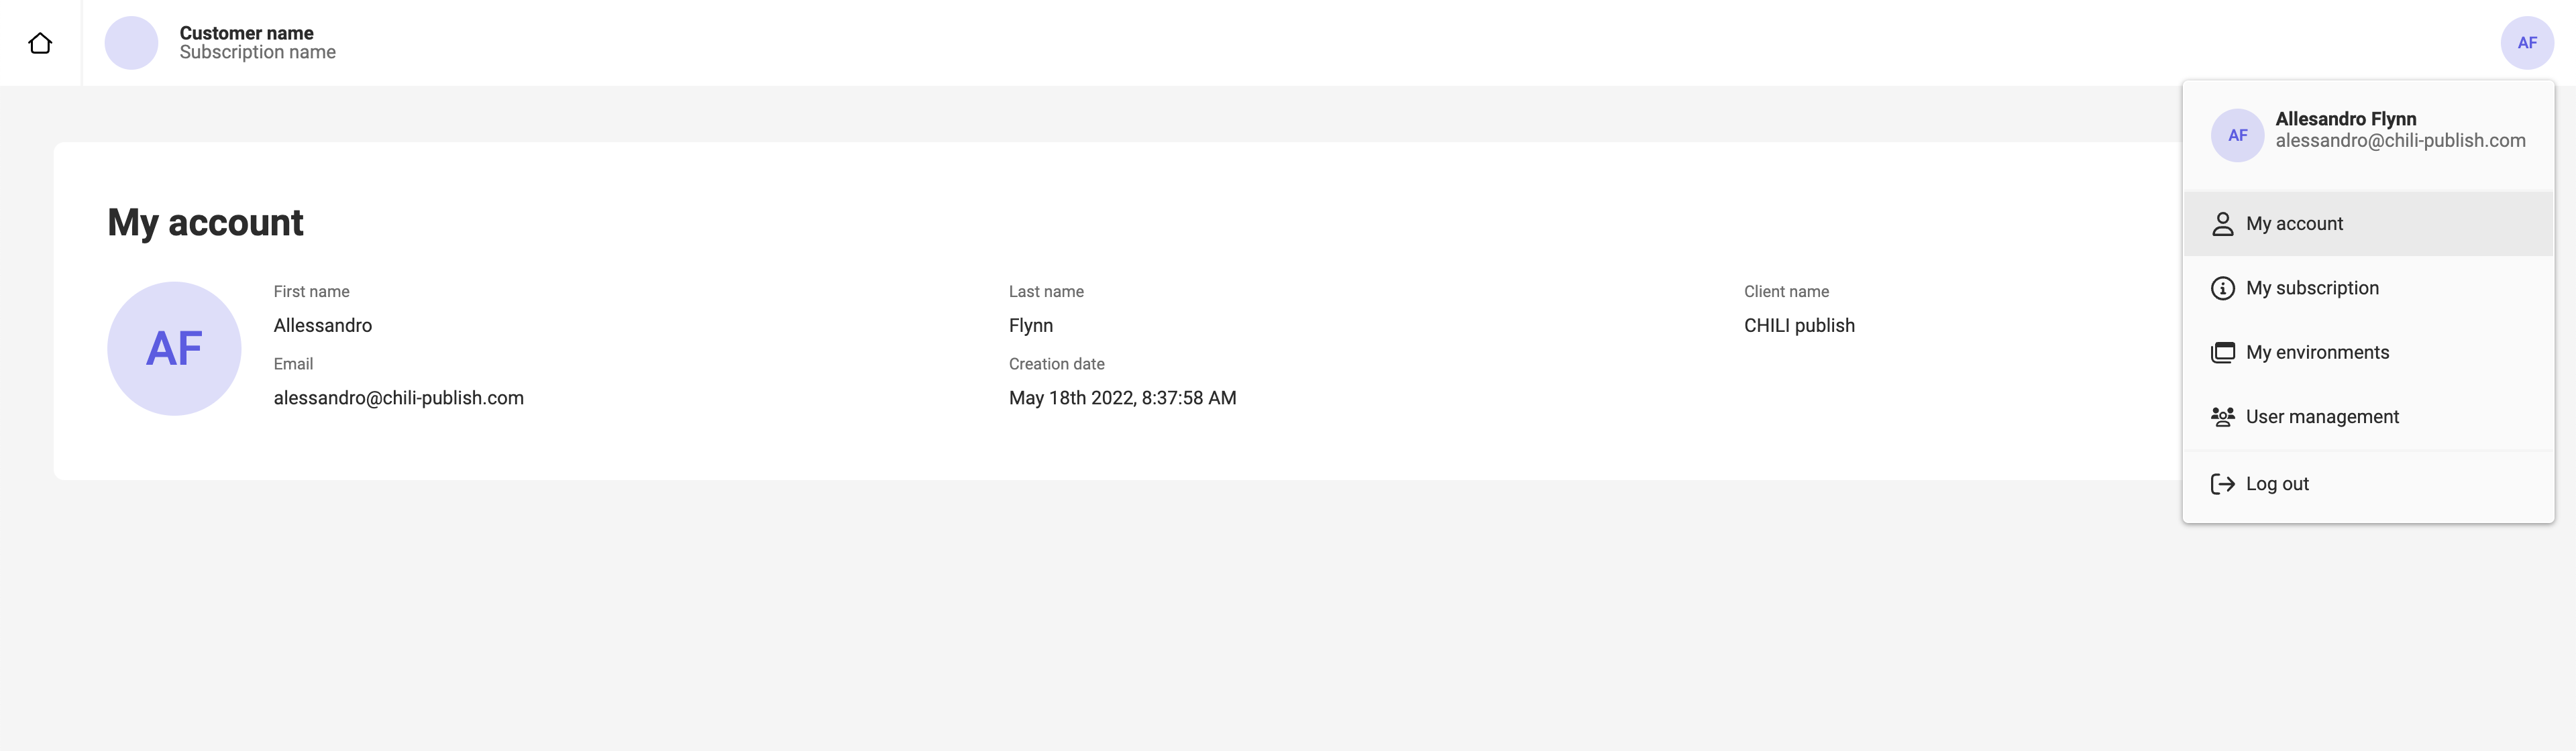 Customer name
Subscription name
AF
AF
Allesandro Flynn
alessandro@chili-publish.com
My account
My subscription
My environments
User management
Log out
My account
AF
First name
Last name
Client name
Allessandro
Flynn
CHILI publish
Email
Creation date
alessandro@chili-publish.com
May 18th 2022, 8:37:58 AM